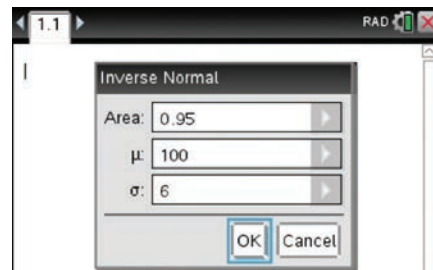 1.1 RAD
Inverse Normal
Area: 0.95
μ: 100
σ: 6
OK Cancel